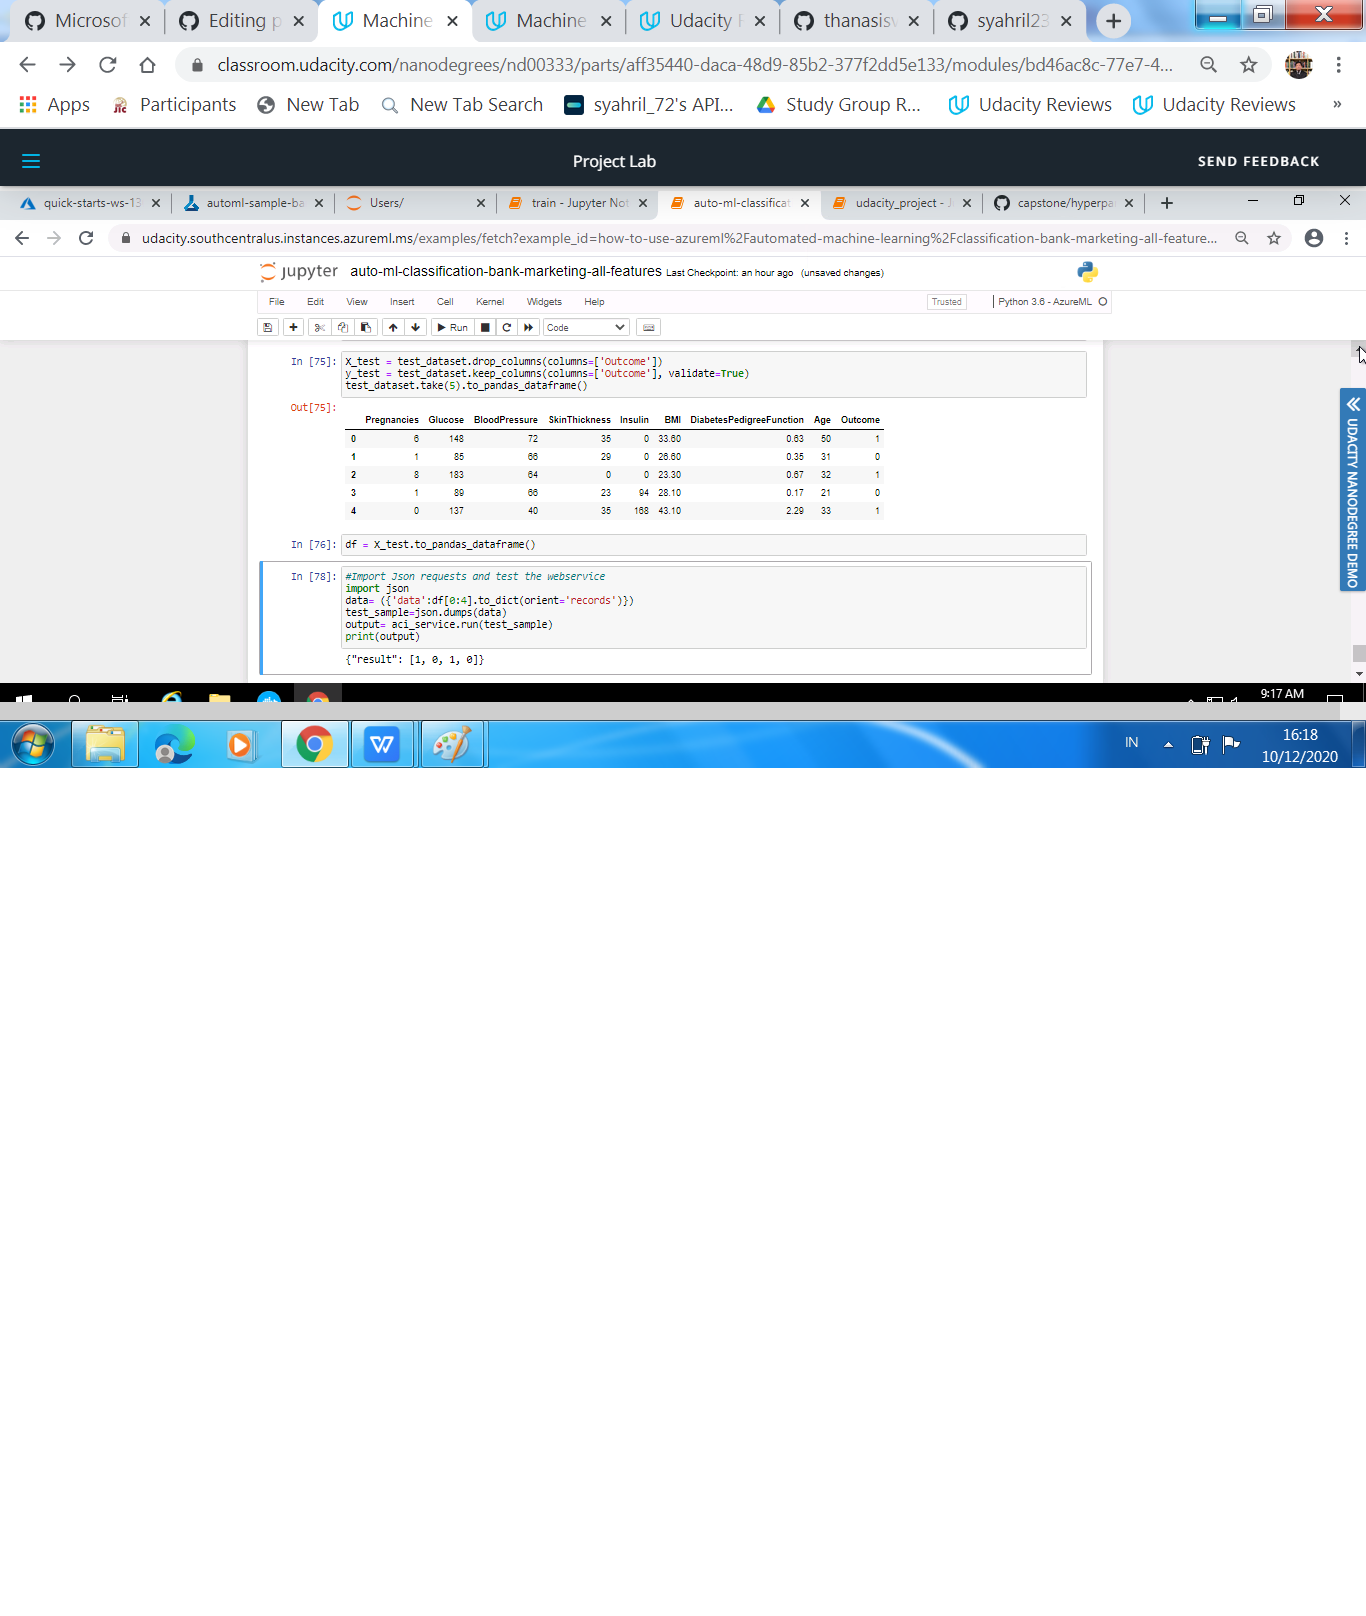 Microsof
Editing p
Machine
Machine
Udacity
thanasisv
syahril23
classroom.udacity.com/nanodegrees/nd00333/parts/aff35440-daca-48d9-85b2-377f2dd5e133/modules/bd46ac8c-77e7-4...
Apps
Participants
New Tab
New Tab Search
syahril_72's API...
Study Group R...
Udacity Reviews
Udacity Reviews
»
Project Lab
SEND FEEDBACK
quick-starts-ws-13
automl-sample-ba
Users/
train - Jupyter Not
auto-ml-classificat
udacity_project - J
capstone/hyperpa
udacity.southcentralus.instances.azureml.ms/examples/fetch?example_id=how-to-use-azureml%2Fautomated-machine-learning%2Fclassification-bank-marketing-all-feature...
jupyter auto-ml-classification-bank-marketing-all-features Last Checkpoint: an hour ago (unsaved changes)
File Edit View Insert Cell Kernel Widgets Help Trusted Python 3.6 - AzureML
Run Code
In [75]: X_test = test_dataset.drop_columns(columns=['Outcome'])
y_test = test_dataset.keep_columns(columns=['Outcome'], validate=True)
test_dataset.take(5).to_pandas_dataframe()
Out[75]:
Pregnancies Glucose BloodPressure SkinThickness Insulin BMI DiabetesPedigreeFunction Age Outcome
0 6 148 72 35 0 33.60 0.63 50 1
1 1 85 66 29 0 26.60 0.35 31 0
2 8 183 64 0 0 23.30 0.67 32 1
3 1 89 66 23 94 28.10 0.17 21 0
4 0 137 40 35 168 43.10 2.29 33 1
In [76]: df = X_test.to_pandas_dataframe()
In [78]: #Import Json requests and test the webservice
import json
data= ({'data':df[0:4].to_dict(orient='records')})
test_sample=json.dumps(data)
output= aci_service.run(test_sample)
print(output)
{"result": [1, 0, 1, 0]}
UDACITY NANODEGREE DEMO
9:17 AM
IN
16:18
10/12/2020